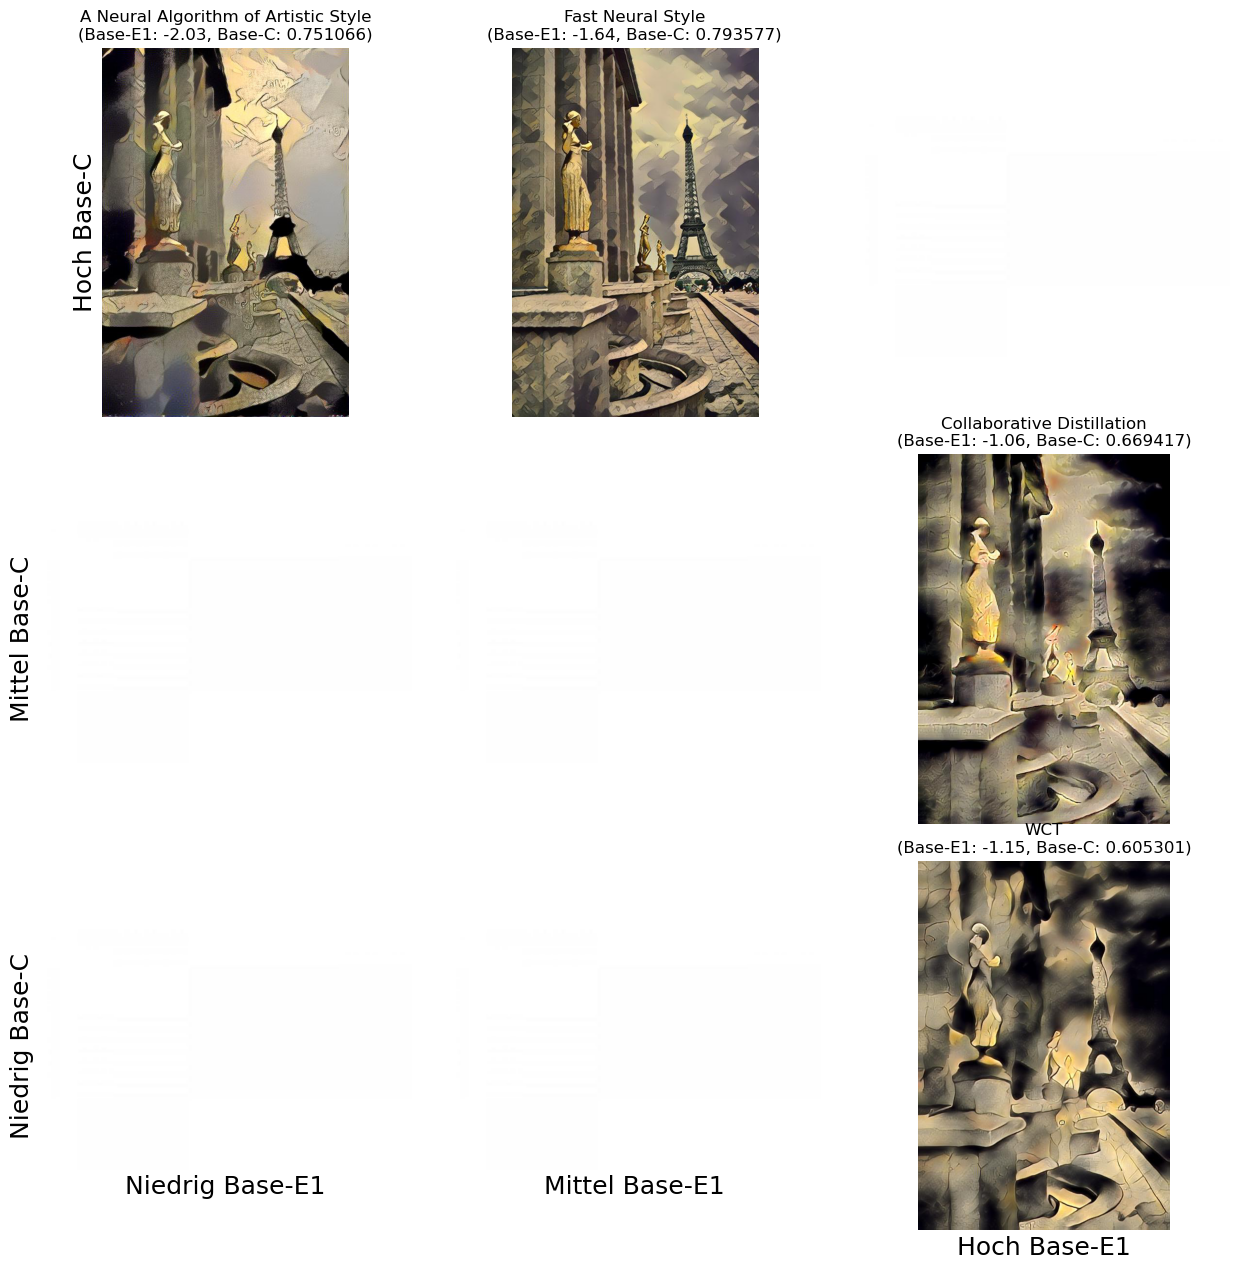 A Neural Algorithm of Artistic Style
(Base-E1: -2.03, Base-C: 0.751066)
Fast Neural Style
(Base-E1: -1.64, Base-C: 0.793577)
Hoch Base-C
Collaborative Distillation
(Base-E1: -1.06, Base-C: 0.669417)
Mittel Base-C
WCT
(Base-E1: -1.15, Base-C: 0.605301)
Niedrig Base-C
Niedrig Base-E1
Mittel Base-E1
Hoch Base-E1